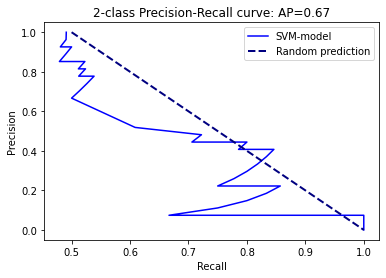 2-class Precision-Recall curve: AP=0.67
SVM-model
Random prediction
Precision
1.0
0.8
0.6
0.4
0.2
0.0
0.5
0.6
0.7
0.8
0.9
1.0
Recall